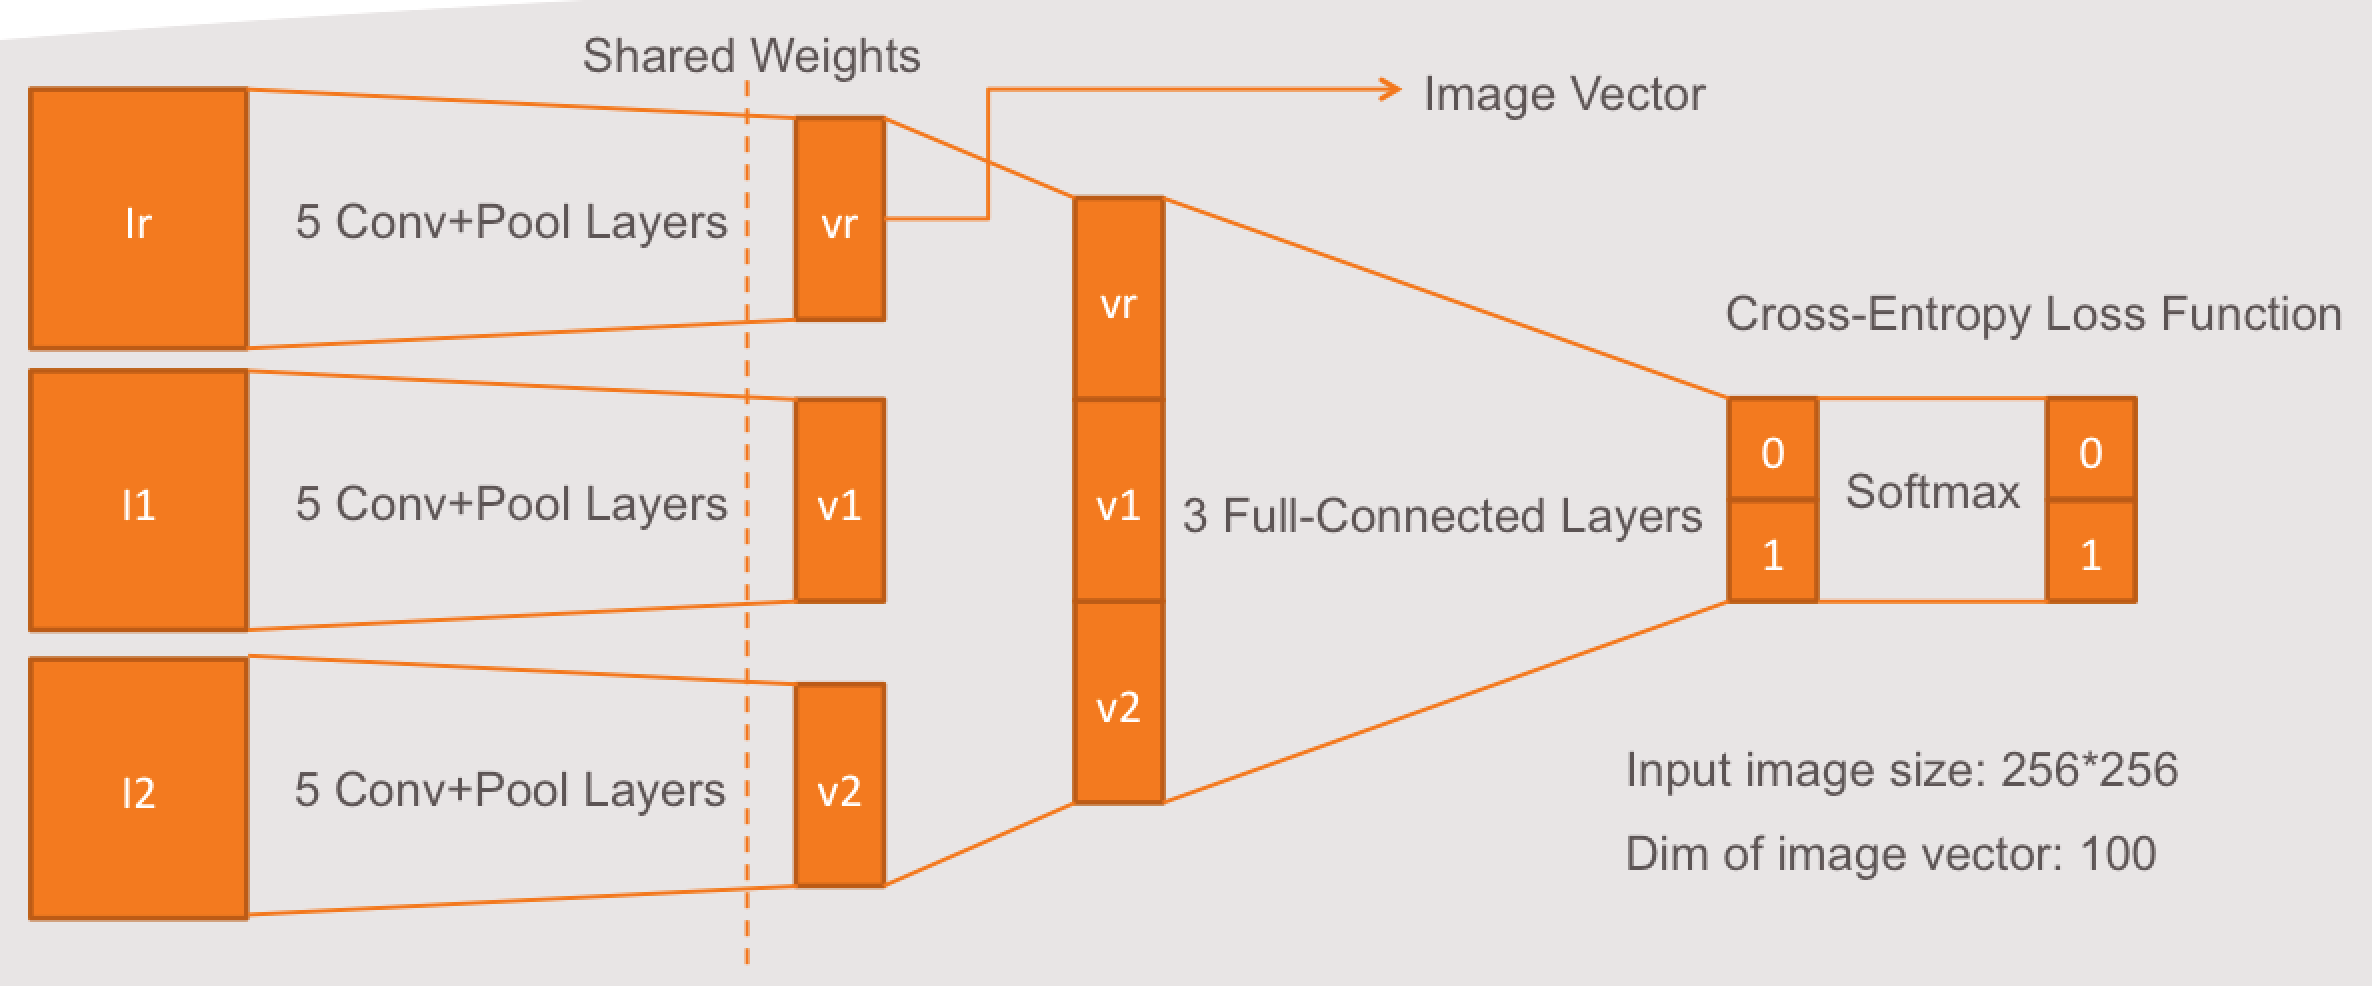 Shared Weights
Image Vector
Ir
5 Conv+Pool Layers
vr
vr
Cross-Entropy Loss Function
I1
5 Conv+Pool Layers
v1
v1
3 Full-Connected Layers
0
1
Softmax
0
1
I2
5 Conv+Pool Layers
v2
v2
Input image size: 256*256
Dim of image vector: 100